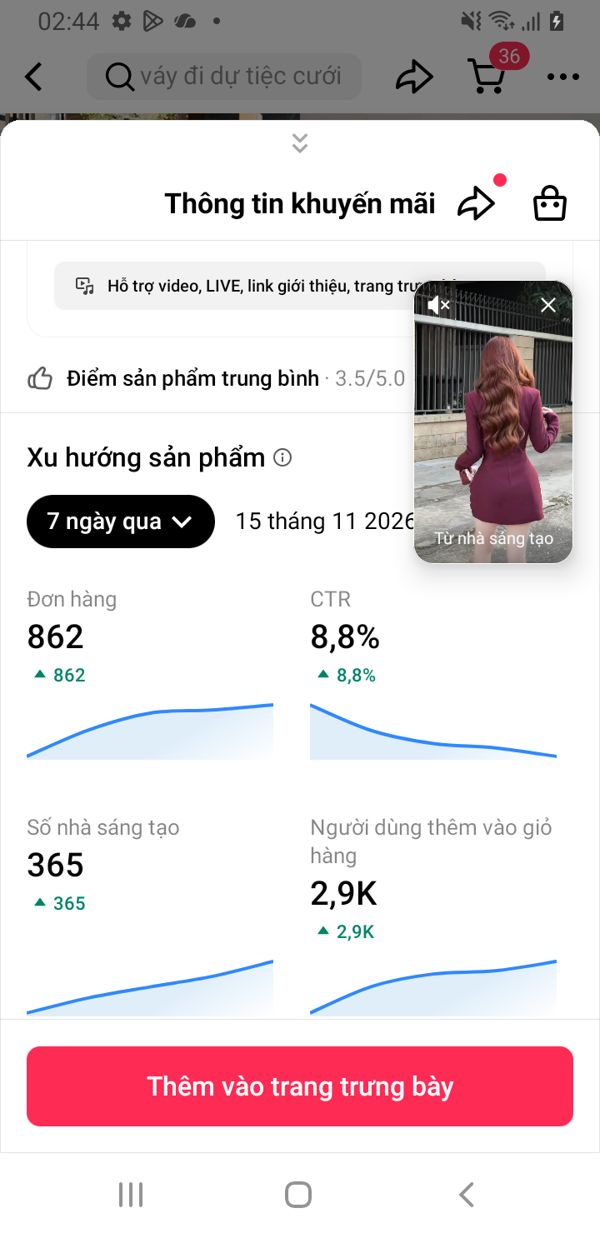 02:44
váy đi dự tiệc cưới
36
Thông tin khuyến mãi
Hỗ trợ video, LIVE, link giới thiệu, trang
Điểm sản phẩm trung bình · 3.5/5.0
Xu hướng sản phẩm
Từ nhà sáng tạo
7 ngày qua
15 tháng 11 2026
Đơn hàng
862
862
CTR
8,8%
8,8%
Số nhà sáng tạo
365
365
Người dùng thêm vào giỏ
hàng
2,9K
2,9K
Thêm vào trang trưng bày